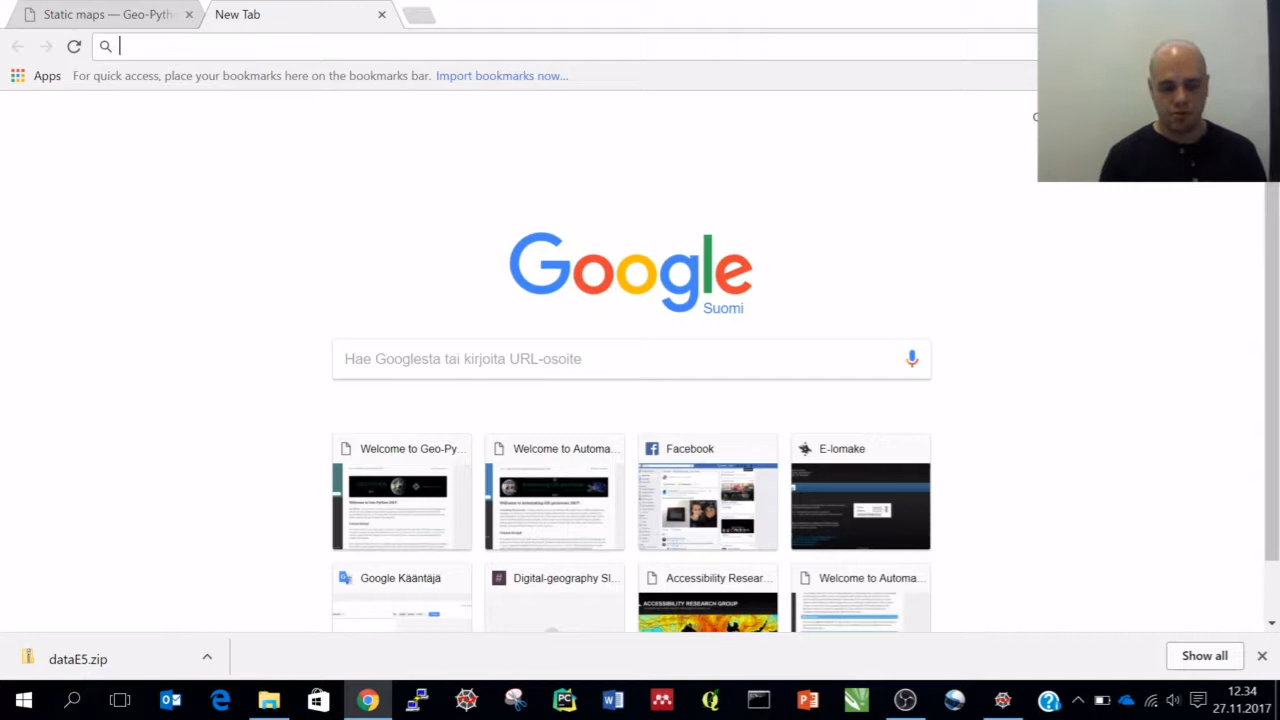 Static maps — Geo-Pyth
New Tab
Apps
For quick access, place your bookmarks here on the bookmarks bar. Import bookmarks now...
Google
Suomi
Hae Googlesta tai kirjoita URL-osoite
Welcome to Geo-Py...
Welcome to Automa...
Facebook
E-lomake
Google Kääntäjä
Digital-geography Sl...
Accessibility Resear...
Welcome to Automa...
ACCESSIBILITY RESEARCH GROUP
dataE5.zip
Show all
12.34
27.11.2017